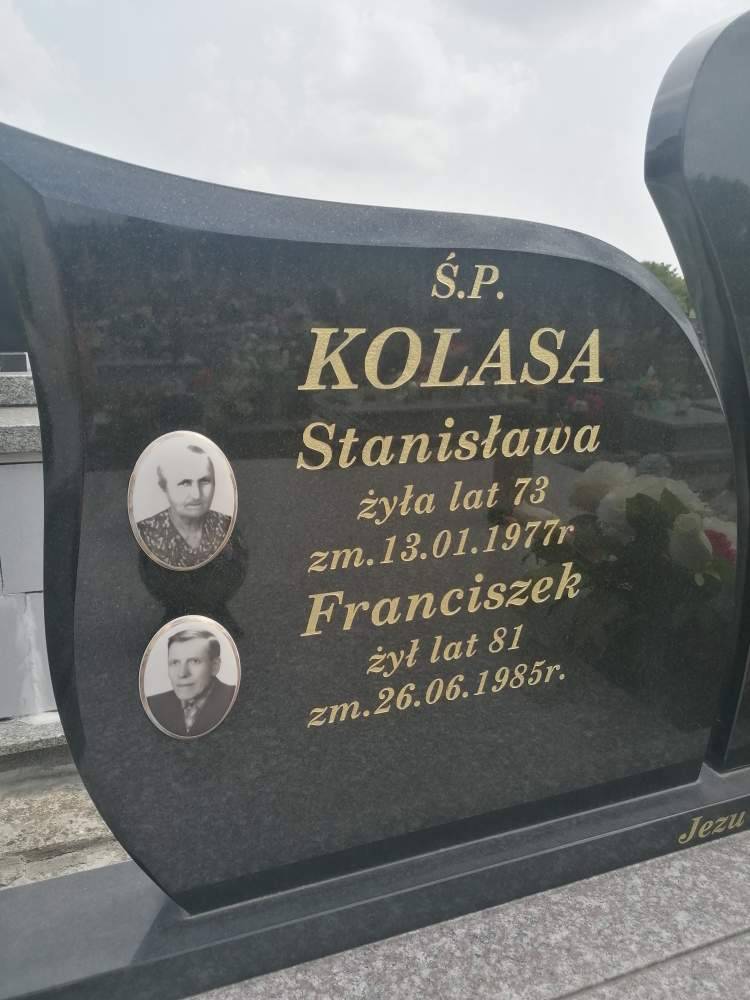 Ś.P.
KOLASA
Stanisława
żyła lat 73
zm.13.01.1977r
Franciszek
żył lat 81
zm.26.06.1985r.
Jezu